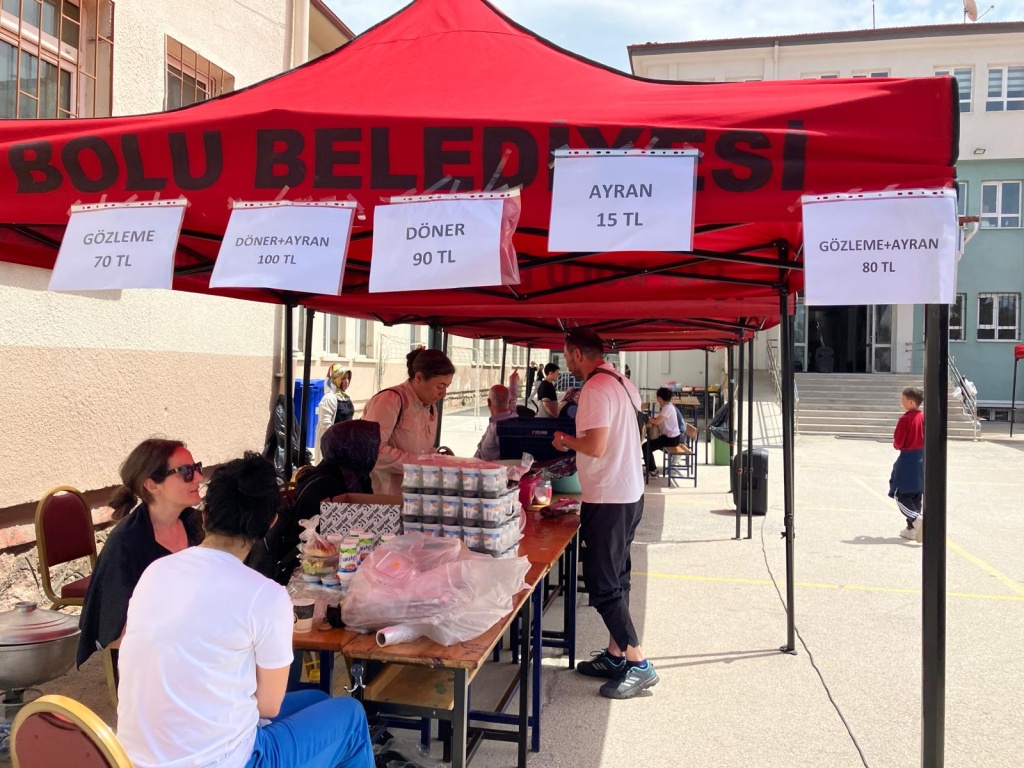 BOLU BELEDİYESİ
GÖZLEME
70 TL
DÖNER+AYRAN
100 TL
DÖNER
90 TL
AYRAN
15 TL
GÖZLEME+AYRAN
80 TL